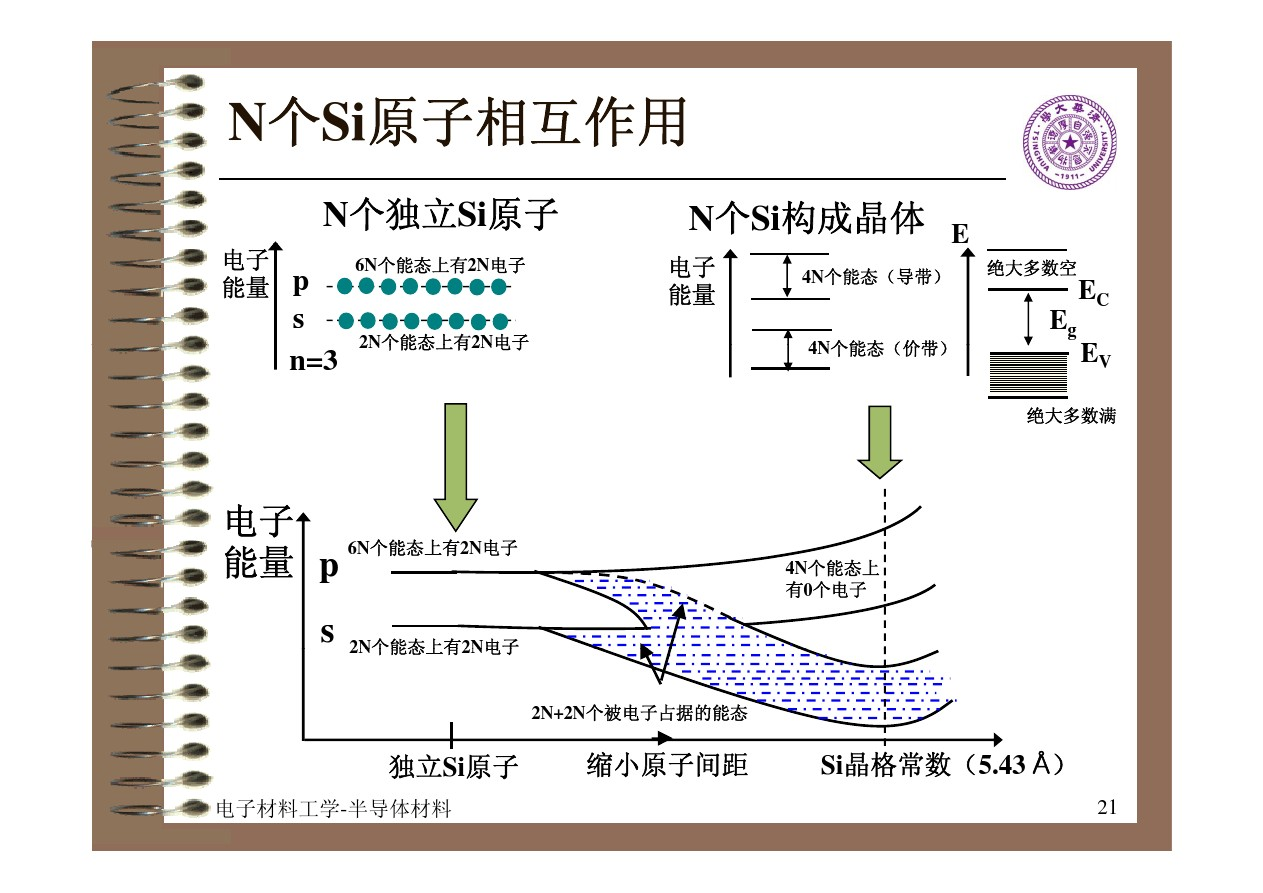 N个Si原子相互作用
清華大學
TSINGHUA UNIVERSITY
-1911-
N个独立Si原子
电子
能量
p
s
n=3
6N个能态上有2N电子
2N个能态上有2N电子
N个Si构成晶体
电子
能量
4N个能态（导带）
4N个能态（价带）
E
绝大多数空
EC
Eg
EV
绝大多数满
电子
能量
p
s
6N个能态上有2N电子
2N个能态上有2N电子
4N个能态上
有0个电子
2N+2N个被电子占据的能态
独立Si原子
缩小原子间距
Si晶格常数（5.43 Å）
电子材料工学-半导体材料
21